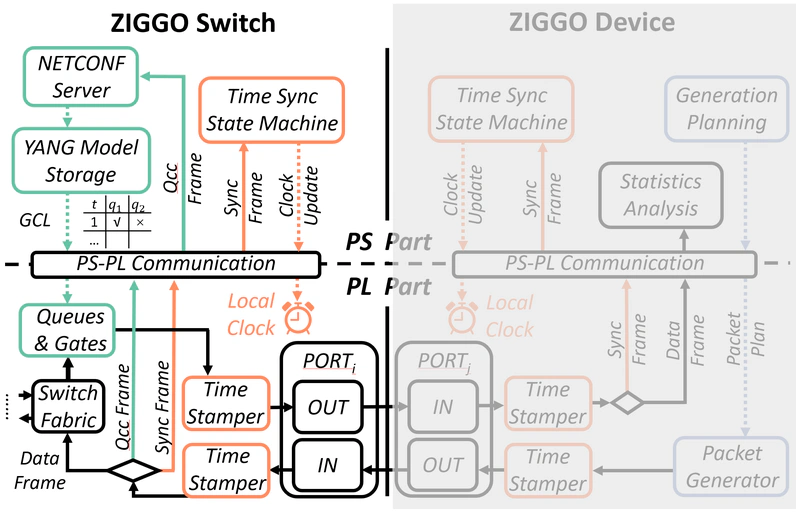 ZIGGO Switch
ZIGGO Device
NETCONF
Server
YANG Model
Storage
GCL
t q1 q2
1 √ ×
...
Qcc
Frame
Time Sync
State Machine
Sync
Frame
Clock
Update
PS Part
PS-PL Communication
PL Part
Local
Clock
Queues
& Gates
Switch
Fabric
......
Data
Frame
Qcc Frame
Sync Frame
Time
Stamper
Time
Stamper
PORTi
OUT
IN
Time Sync
State Machine
Clock
Update
Sync
Frame
Generation
Planning
Statistics
Analysis
PS-PL Communication
Local
Clock
Sync
Frame
Data
Frame
Packet
Plan
PORTj
IN
OUT
Time
Stamper
Time
Stamper
Packet
Generator